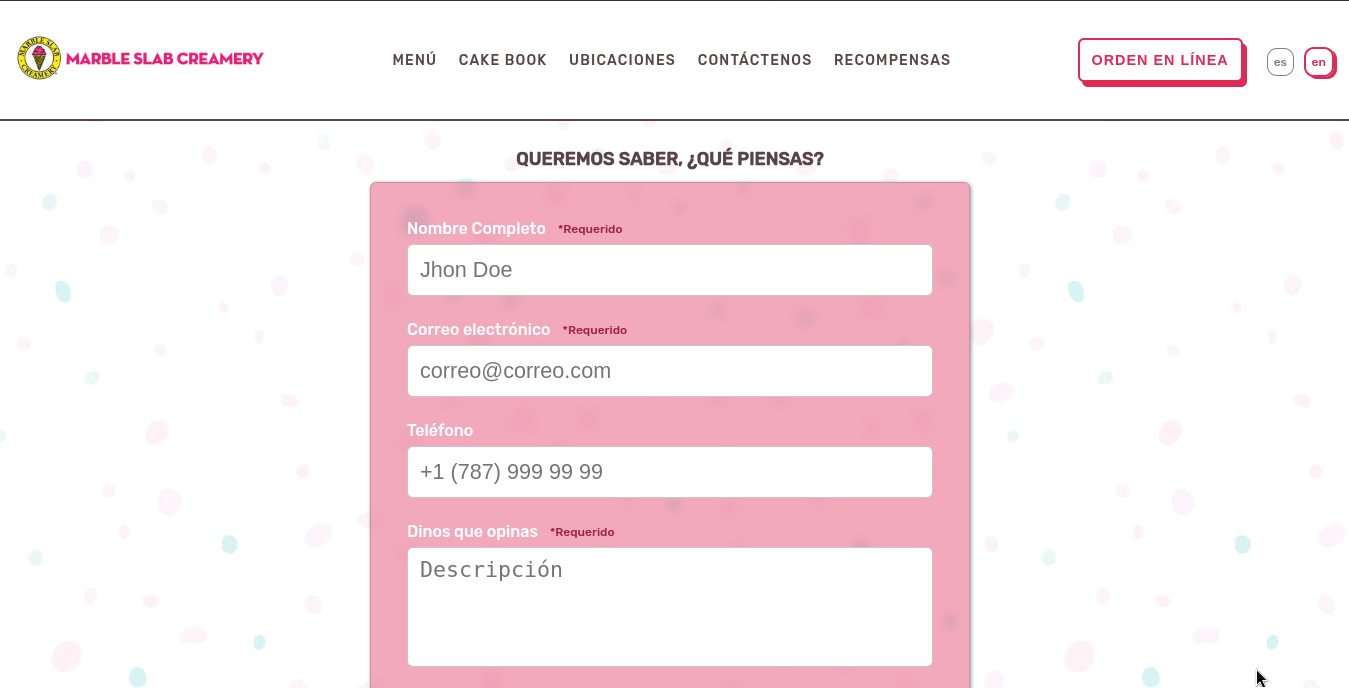 MARBLE SLAB CREAMERY
MARBLE SLAB CREAMERY
MENÚ CAKE BOOK UBICACIONES CONTÁCTENOS RECOMPENSAS
ORDEN EN LÍNEA
es
en
QUEREMOS SABER, ¿QUÉ PIENSAS?
Nombre Completo *Requerido
Jhon Doe
Correo electrónico *Requerido
correo@correo.com
Teléfono
+1 (787) 999 99 99
Dinos que opinas *Requerido
Descripción